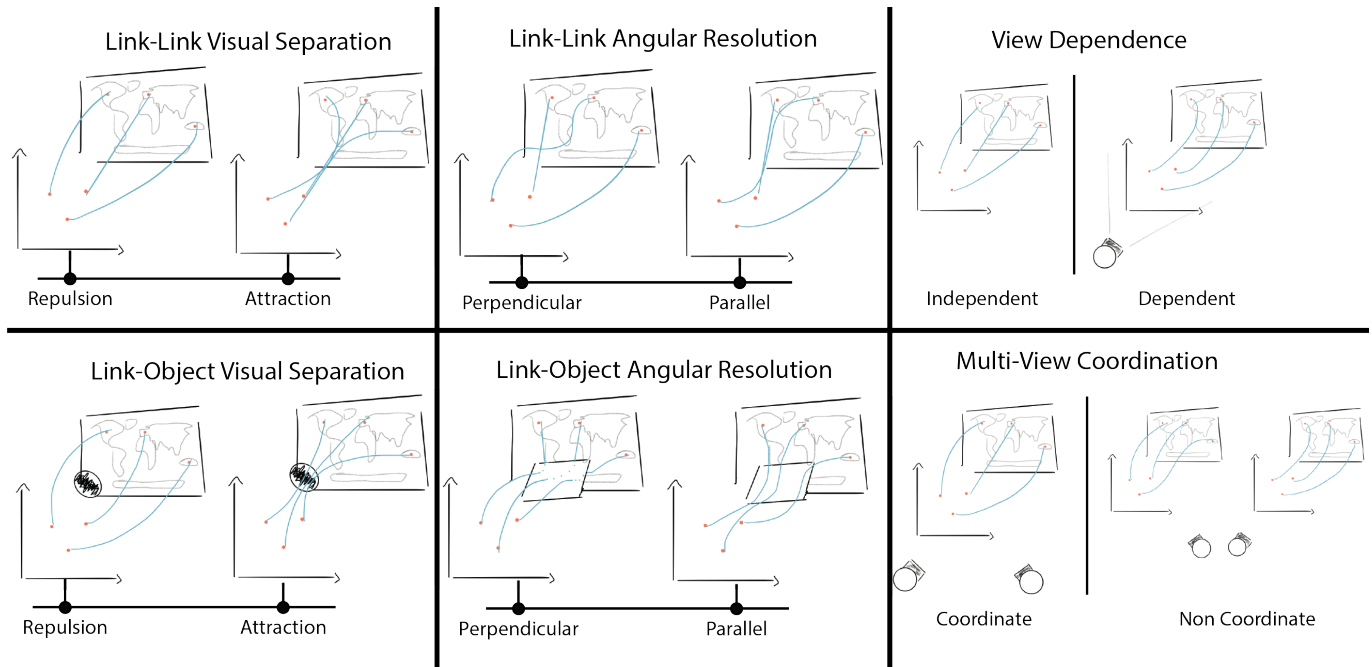 Link-Link Visual Separation
Repulsion
Attraction
Link-Link Angular Resolution
Perpendicular
Parallel
View Dependence
Independent
Dependent
Link-Object Visual Separation
Repulsion
Attraction
Link-Object Angular Resolution
Perpendicular
Parallel
Multi-View Coordination
Coordinate
Non Coordinate